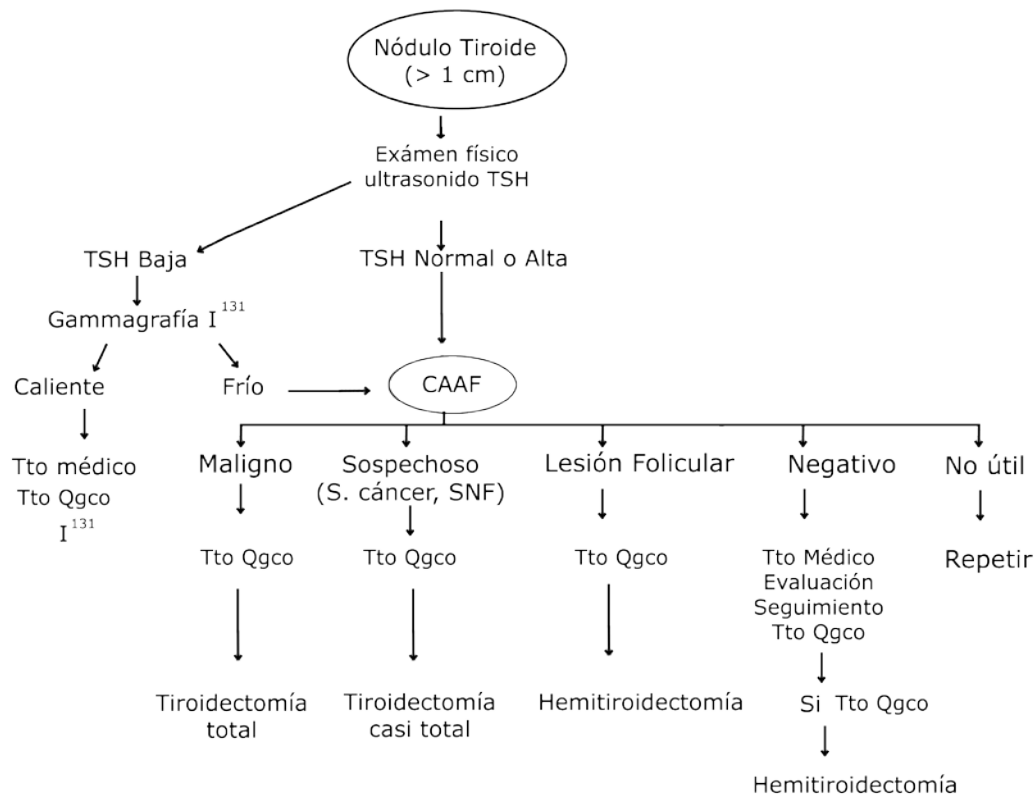 Nódulo Tiroide
(> 1 cm)
Exámen físico
ultrasonido TSH
TSH Baja
TSH Normal o Alta
Gammagrafía I 131
Caliente
Frío
CAAF
Tto médico
Tto Qgco
I 131
Maligno
Sospechoso
(S. cáncer, SNF)
Lesión Folicular
Negativo
No útil
Tto Qgco
Tto Qgco
Tto Qgco
Tto Médico
Evaluación
Seguimiento
Tto Qgco
Repetir
Tiroidectomía
total
Tiroidectomía
casi total
Hemitiroidectomía
Si Tto Qgco
Hemitiroidectomía